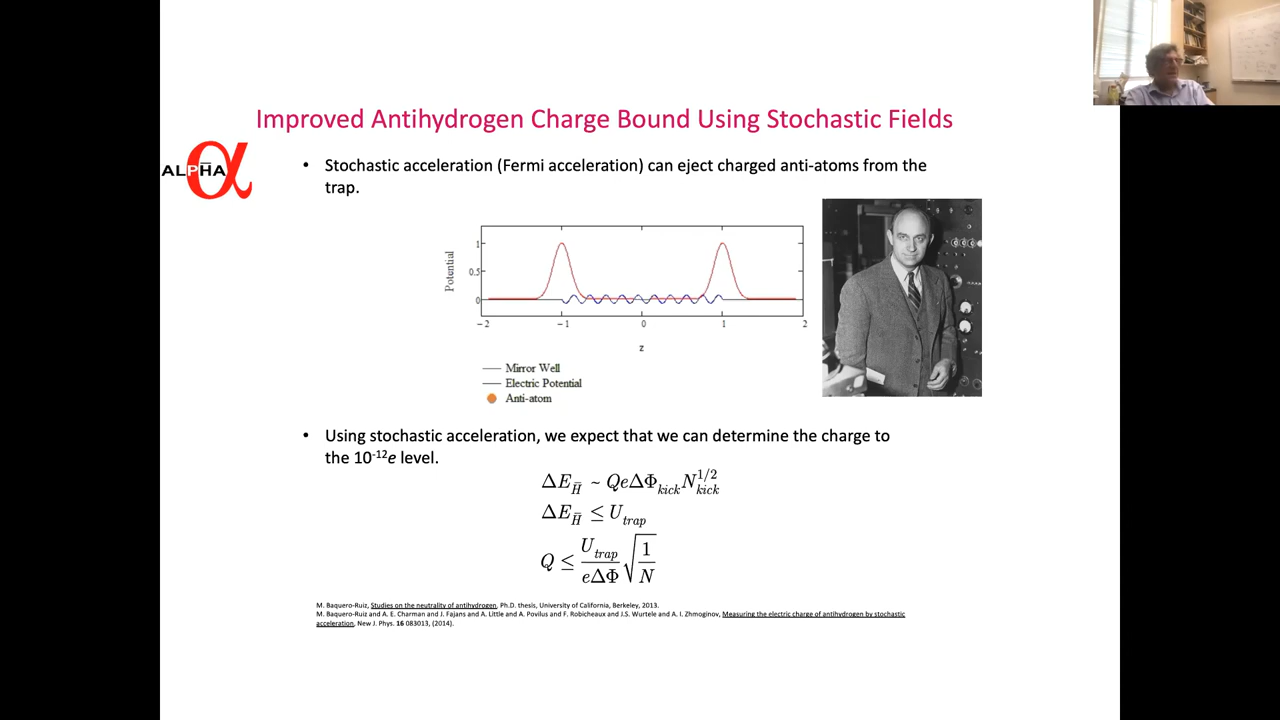 Improved Antihydrogen Charge Bound Using Stochastic Fields
ALPHA
• Stochastic acceleration (Fermi acceleration) can eject charged anti-atoms from the
trap.
Potential
1
0.5
0
−2 −1 0 1 2
z
Mirror Well
Electric Potential
Anti-atom
• Using stochastic acceleration, we expect that we can determine the charge to
the 10⁻¹²e level.
ΔE_H̄ ~ QeΔΦ_kick N_kick^1/2
ΔE_H̄ ≤ U_trap
Q ≤ U_trap / eΔΦ √(1/N)
M. Baquero-Ruiz, Studies on the neutrality of antihydrogen, Ph.D. thesis, University of California, Berkeley, 2013.
M. Baquero-Ruiz and A. E. Charman and J. Fajans and A. Little and A. Povilus and F. Robicheaux and J.S. Wurtele and A. I. Zhmoginov, Measuring the electric charge of antihydrogen by stochastic
acceleration, New J. Phys. 16 083013, (2014).